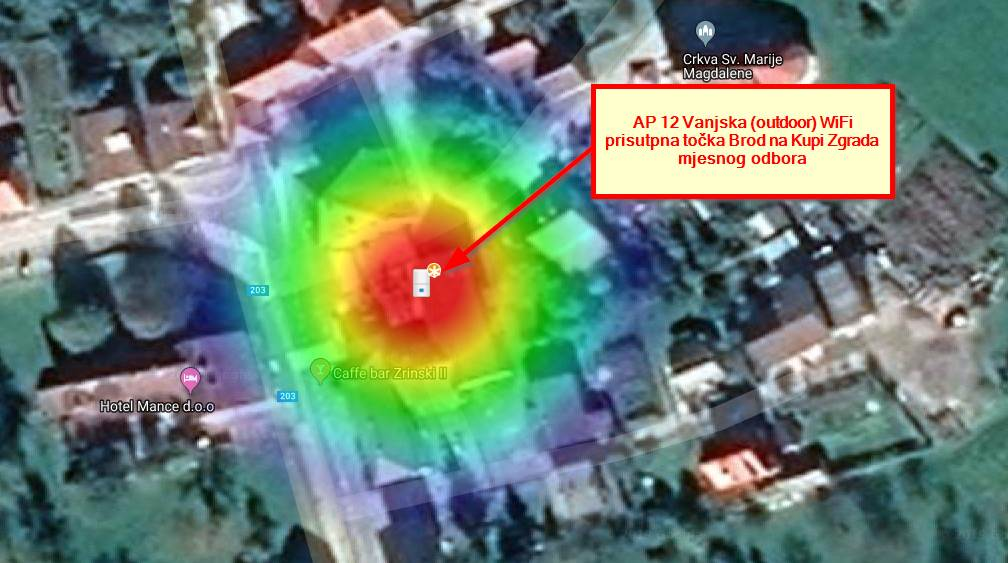 Crkva Sv. Marije
Magdalene
AP 12 Vanjska (outdoor) WiFi
prisutpna točka Brod na Kupi Zgrada
mjesnog odbora
203
Caffe bar Zrinski II
Hotel Mance d.o.o
203